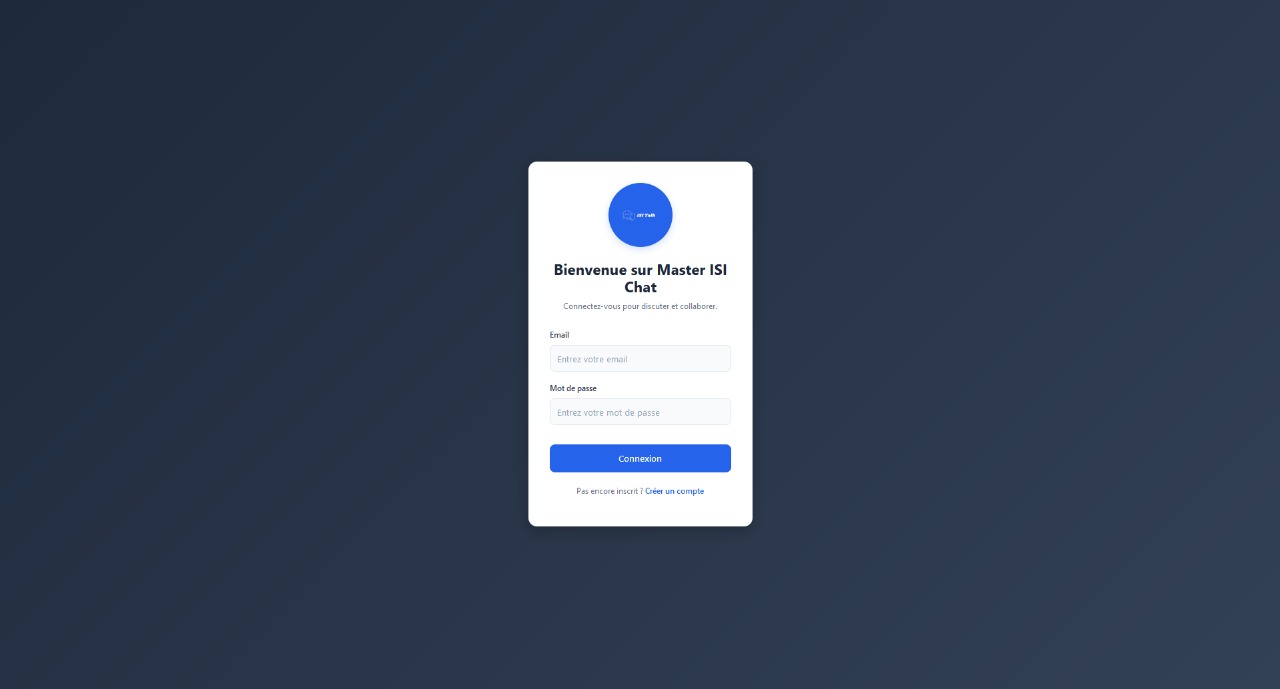 Bienvenue sur Master ISI
Chat
Connectez-vous pour discuter et collaborer.
Email
Entrez votre email
Mot de passe
Entrez votre mot de passe
Connexion
Pas encore inscrit ? Créer un compte